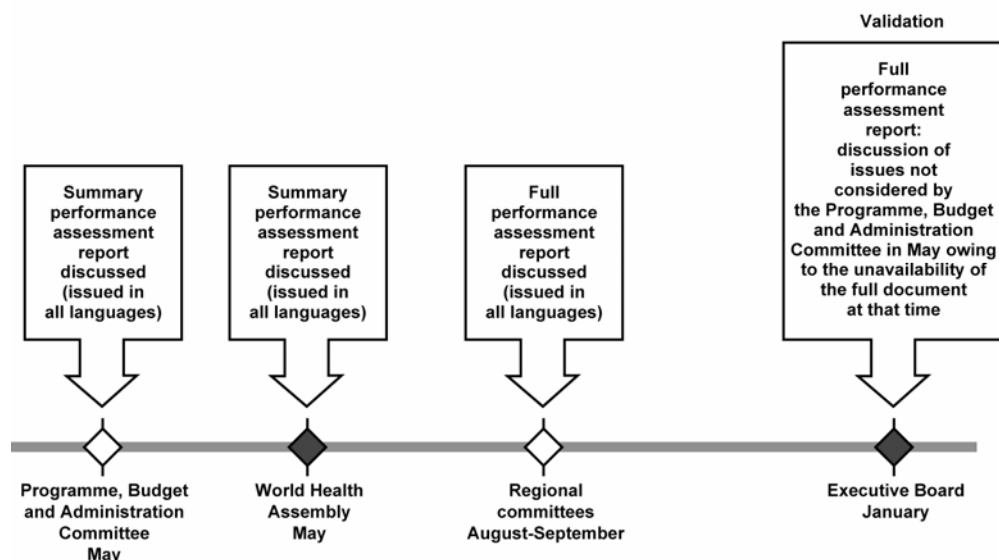 Validation
Full
performance
assessment
report:
discussion of
issues not
considered by
the Programme, Budget
and Administration
Committee in May owing
to the unavailability of
the full document
at that time
Summary
performance
assessment
report
discussed
(issued in
all languages)
Summary
performance
assessment
report
discussed
(issued in
all languages)
Full
performance
assessment
report
discussed
(issued in
all languages)
Programme, Budget
and Administration
Committee
May
World Health
Assembly
May
Regional
committees
August-September
Executive Board
January